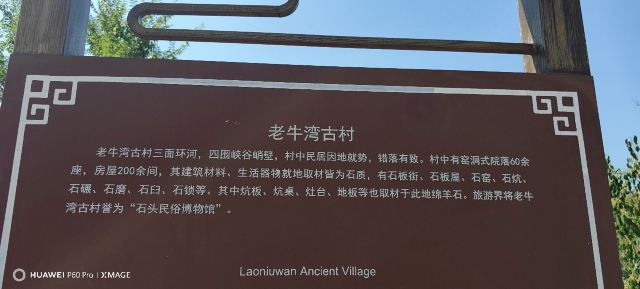 老牛湾古村
老牛湾古村三面环河，四围峡谷峭壁，村中民居因地就势，错落有致。村中有窑洞式院落60余
座，房屋200余间，其建筑材料、生活器物就地取材皆为石质，有石板街、石板屋、石窑、石炕、
石碾、石磨、石臼、石锁等。其中炕板、炕桌、灶台、地板等也取材于此地绵羊石。旅游界将老牛
湾古村誉为“石头民俗博物馆”。
Laoniuwan Ancient Village
HUAWEI P60 Pro | XMAGE